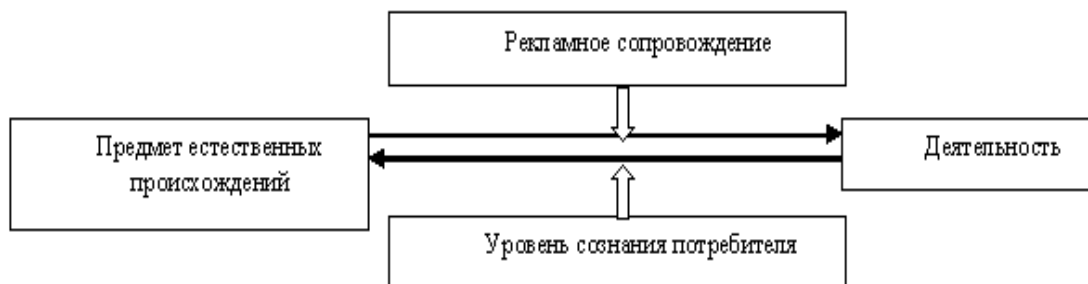 Рекламное сопровождение
Предмет естественных
происхождений
Деятельность
Уровень сознания потребителя